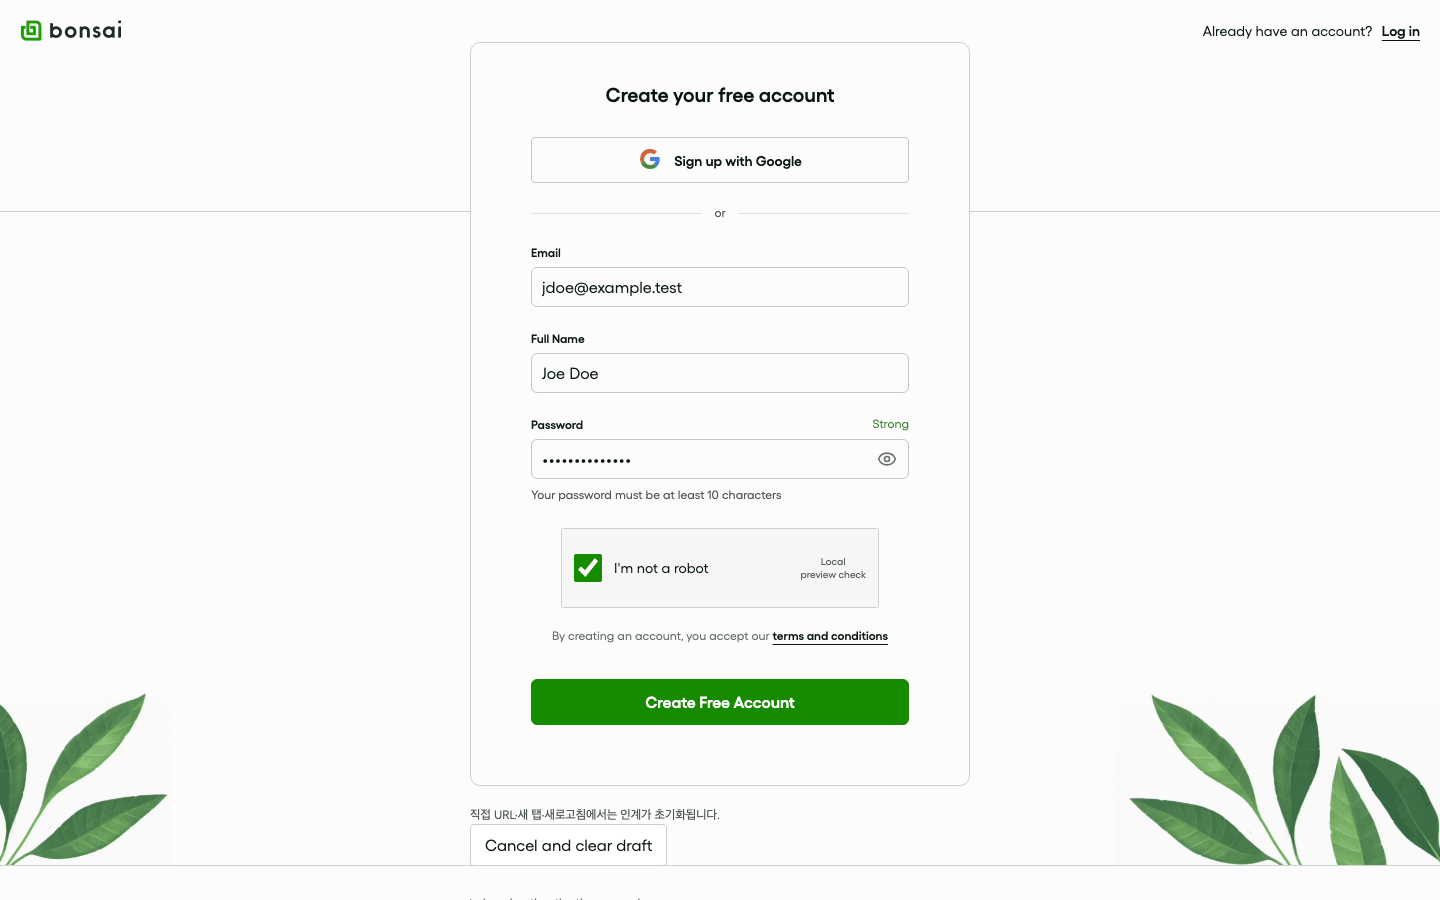 bonsai
Already have an account? Log in
Create your free account
Sign up with Google
or
Email
jdoe@example.test
Full Name
Joe Doe
Password
Strong
••••••••••••••
Your password must be at least 10 characters
I'm not a robot
Local
preview check
By creating an account, you accept our terms and conditions
Create Free Account
직접 URL·새 탭·새로고침에서는 인계가 초기화됩니다.
Cancel and clear draft